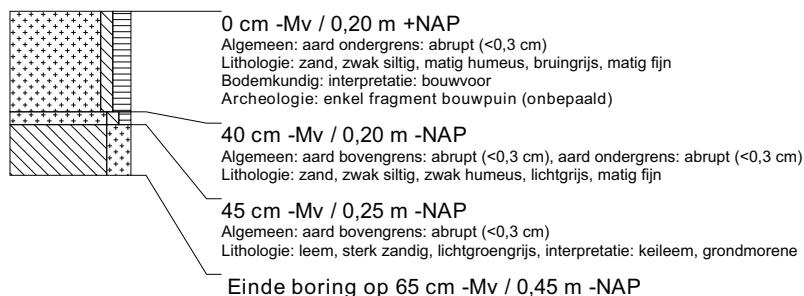 0 cm -Mv / 0,20 m +NAP
Algemeen: aard ondergrens: abrupt (<0,3 cm)
Lithologie: zand, zwak siltig, matig humeus, bruingrijs, matig fijn
Bodemkundig: interpretatie: bouwvoor
Archeologie: enkel fragment bouwpuin (onbepaald)
40 cm -Mv / 0,20 m -NAP
Algemeen: aard bovengrens: abrupt (<0,3 cm), aard ondergrens: abrupt (<0,3 cm)
Lithologie: zand, zwak siltig, zwak humeus, lichtgrijs, matig fijn
45 cm -Mv / 0,25 m -NAP
Algemeen: aard bovengrens: abrupt (<0,3 cm)
Lithologie: leem, sterk zandig, lichtgroengrijs, interpretatie: keileem, grondmorene
Einde boring op 65 cm -Mv / 0,45 m -NAP